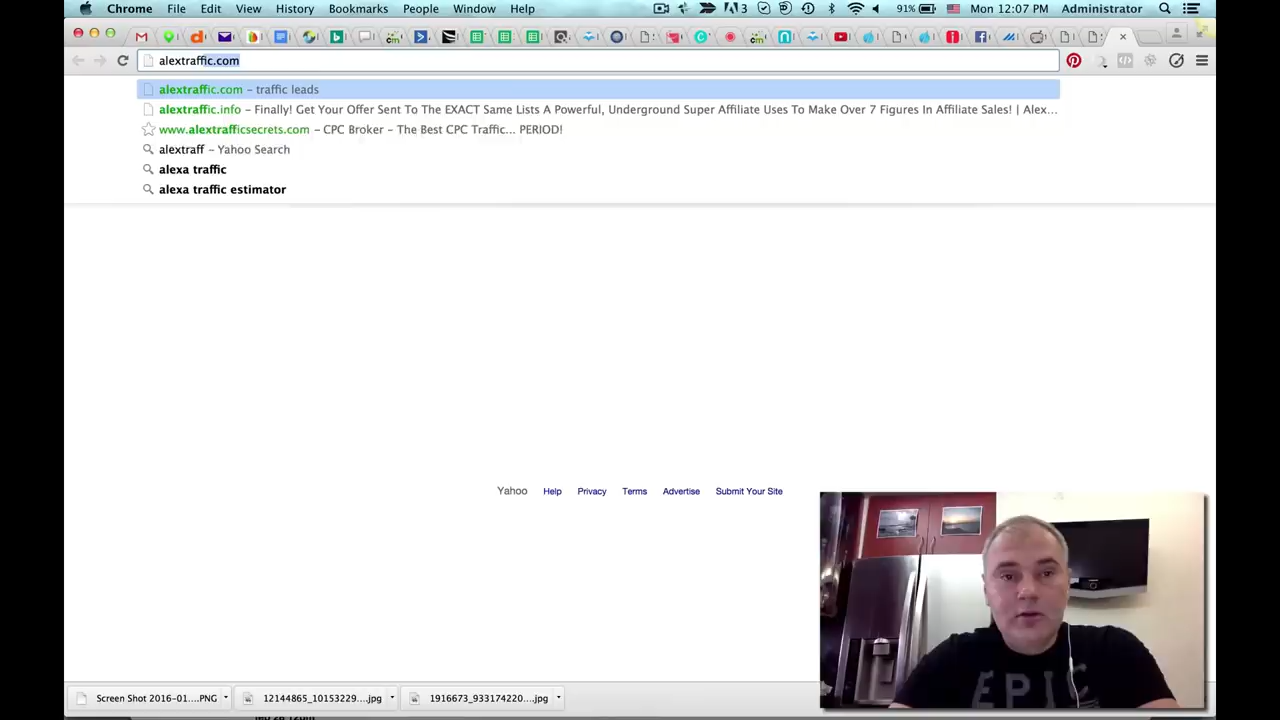 Chrome File Edit View History Bookmarks People Window Help 3 91% Mon 12:07 PM Administrator
alextraffic.com
alextraffic.com – traffic leads
alextraffic.info – Finally! Get Your Offer Sent To The EXACT Same Lists A Powerful, Underground Super Affiliate Uses To Make Over 7 Figures In Affiliate Sales! | Alex...
www.alextrafficsecrets.com – CPC Broker – The Best CPC Traffic... PERIOD!
alextraff – Yahoo Search
alexa traffic
alexa traffic estimator
Yahoo Help Privacy Terms Advertise Submit Your Site
EPIC
Screen Shot 2016-01....PNG 12144865_10153229....jpg 1916673_933174220....jpg